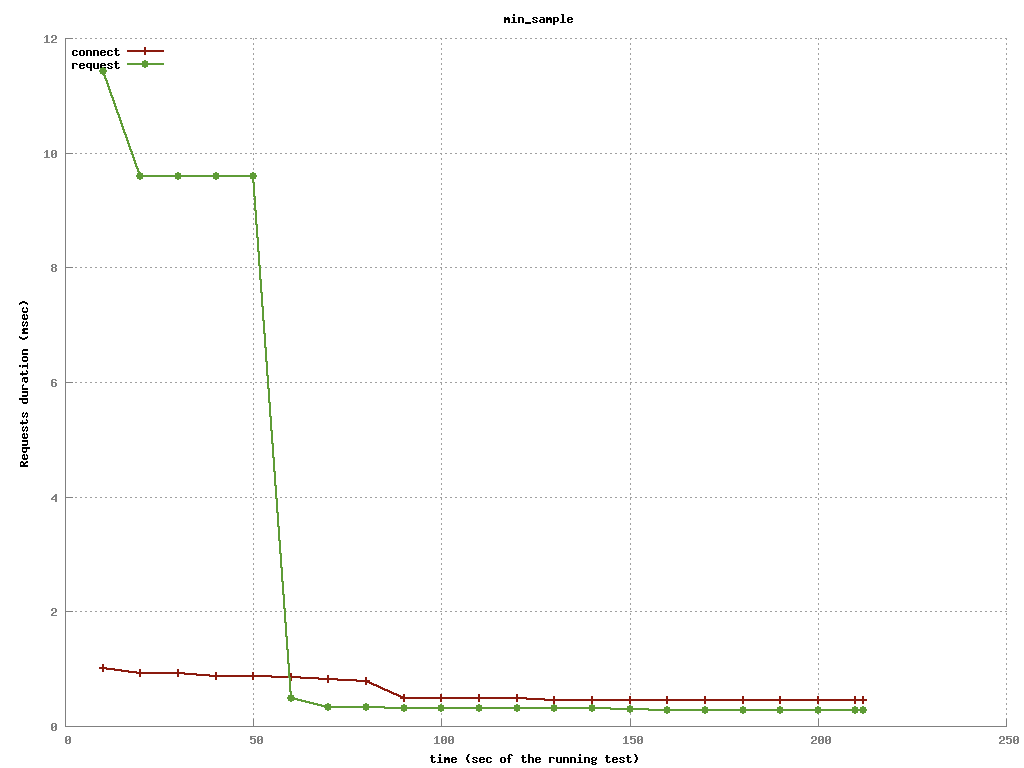 min_sample
connect
request
12
10
8
6
4
2
0
Requests duration (msec)
0 50 100 150 200 250
time (sec of the running test)